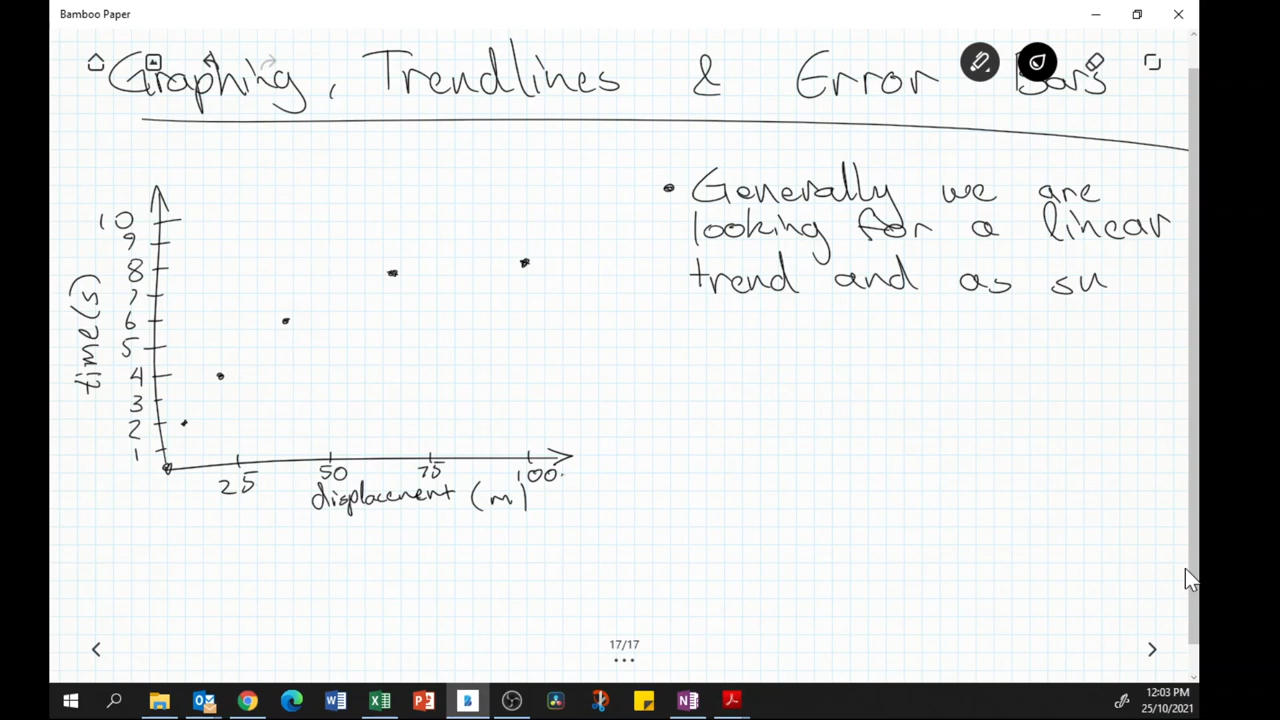 Bamboo Paper
Graphing, Trendlines & Error Bars
• Generally we are
looking for a linear
trend and as su
time(s)
10
9
8
7
6
5
4
3
2
1
25
50
75
100
displacement (m)
17/17
12:03 PM
25/10/2021